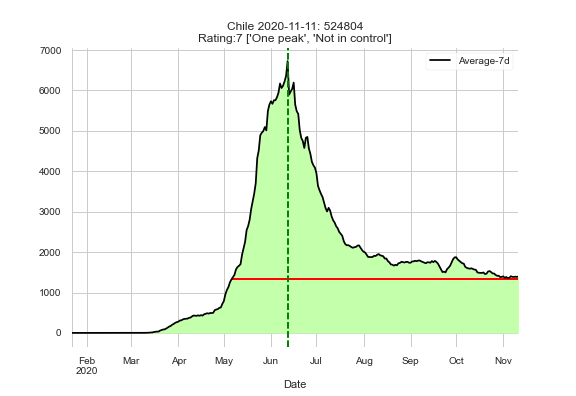 Chile 2020-11-11: 524804
Rating:7 ['One peak', 'Not in control']
Average-7d
7000
6000
5000
4000
3000
2000
1000
0
Feb Mar Apr May Jun Jul Aug Sep Oct Nov
2020
Date